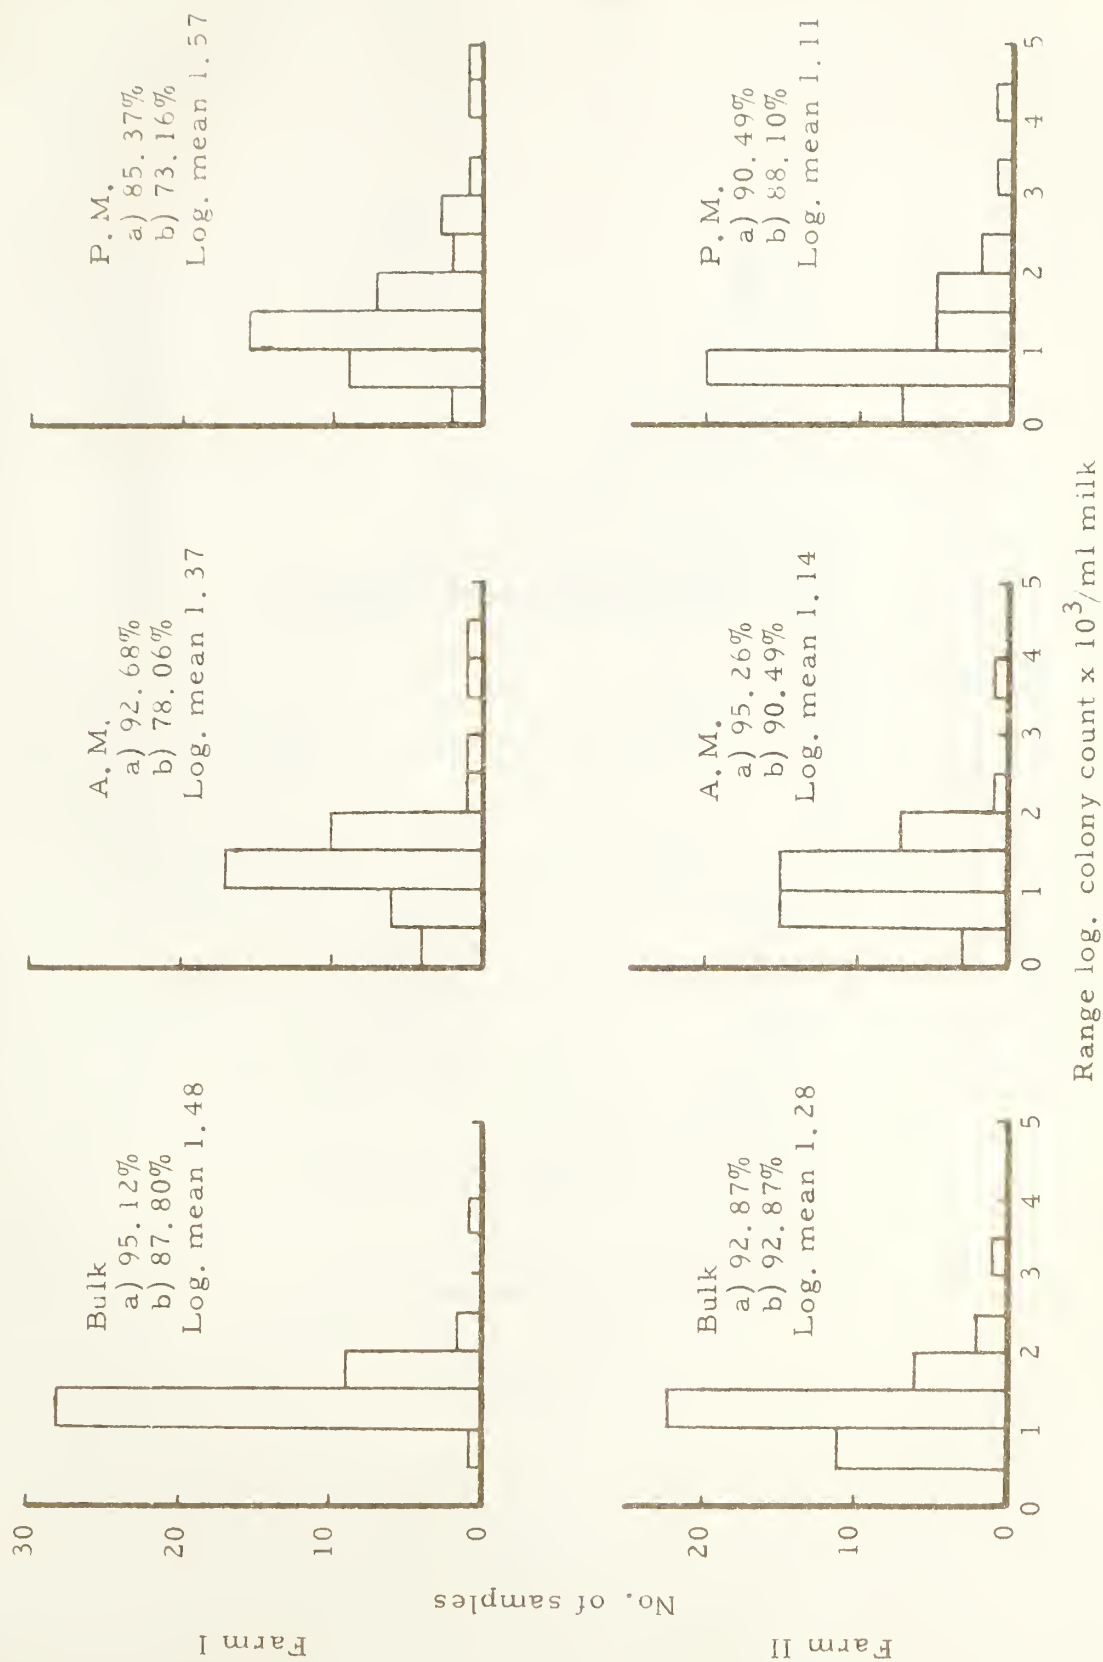 Farm I
Bulk
a) 95.12%
b) 87.80%
Log. mean 1.48
A.M.
a) 92.68%
b) 78.06%
Log. mean 1.37
P.M.
a) 85.37%
b) 73.16%
Log. mean 1.57
30
20
10
0
No. of samples
Farm II
Bulk
a) 92.87%
b) 92.87%
Log. mean 1.28
A.M.
a) 95.26%
b) 90.49%
Log. mean 1.14
P.M.
a) 90.49%
b) 88.10%
Log. mean 1.11
20
10
0
0 1 2 3 4 5
0 1 2 3 4 5
0 1 2 3 4 5
Range log. colony count x 10³/ml milk